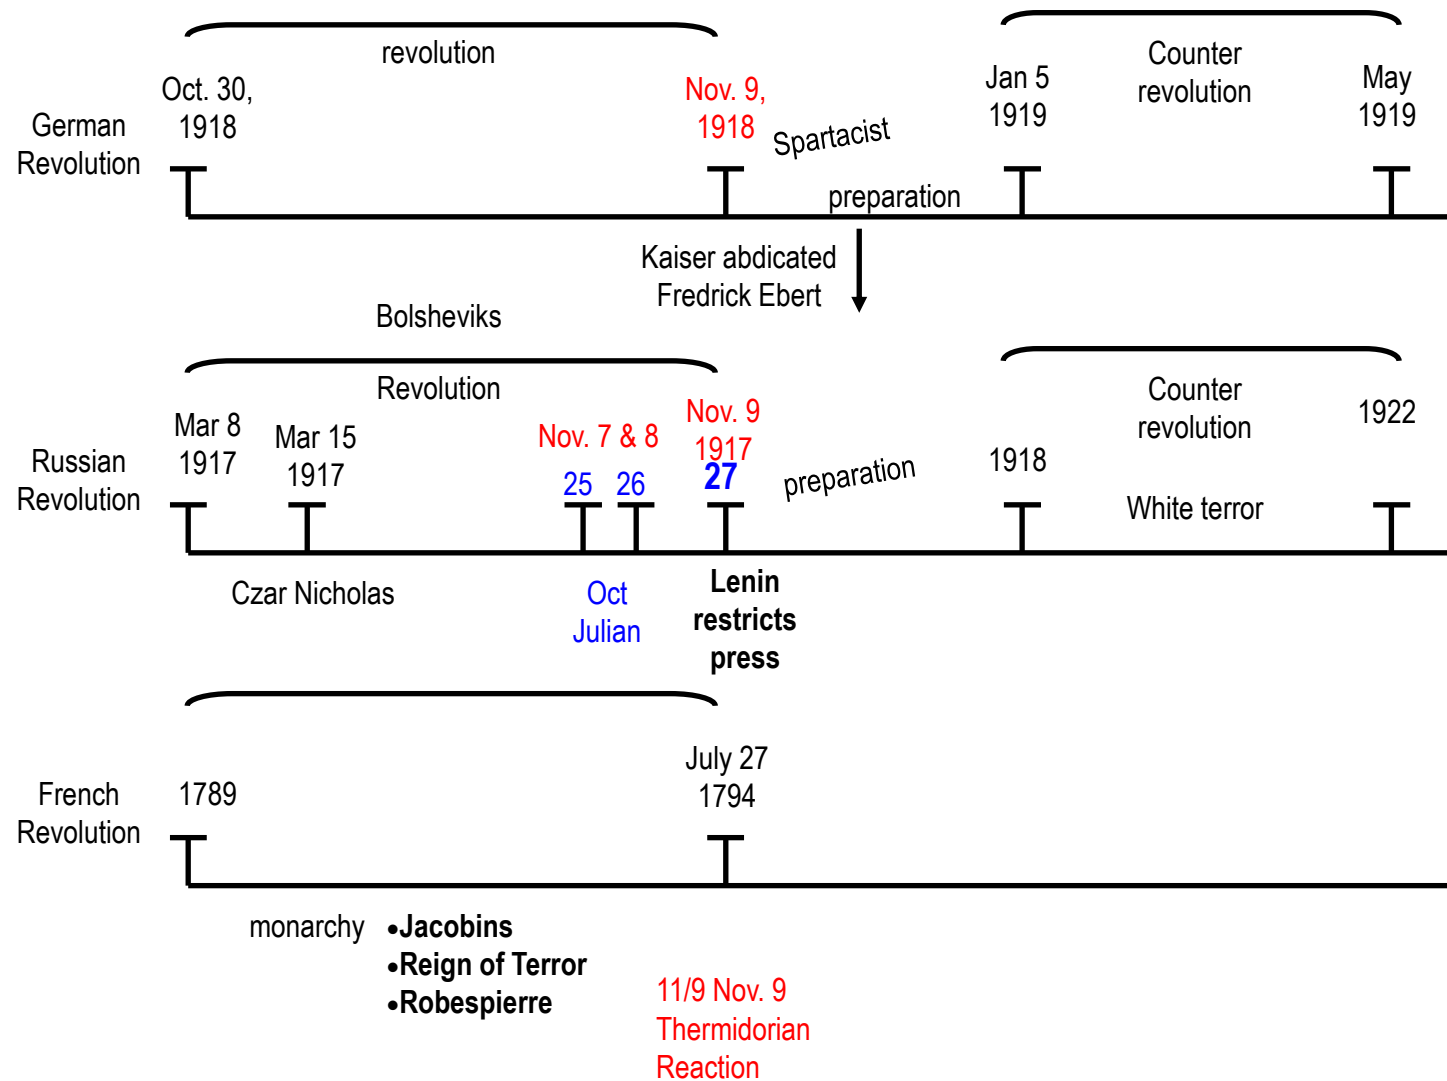 revolution
Counter
revolution
Oct. 30,
1918
Nov. 9,
1918
Jan 5
1919
May
1919
German
Revolution
Spartacist
preparation
Kaiser abdicated
Fredrick Ebert
Bolsheviks
Revolution
Counter
revolution
Mar 8
1917
Mar 15
1917
Nov. 7 & 8
25 26
Nov. 9
1917
27
preparation
1918
1922
Russian
Revolution
White terror
Czar Nicholas
Oct
Julian
Lenin
restricts
press
July 27
1794
French
Revolution
1789
monarchy
•Jacobins
•Reign of Terror
•Robespierre
11/9 Nov. 9
Thermidorian
Reaction